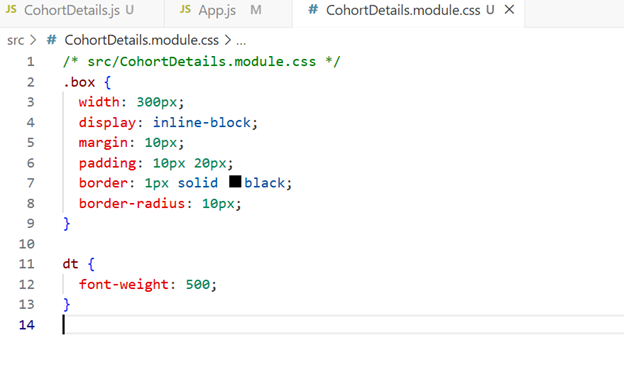 JS CohortDetails.js U JS App.js M # CohortDetails.module.css U ×
src > # CohortDetails.module.css > ...
1 /* src/CohortDetails.module.css */
2 .box {
3 width: 300px;
4 display: inline-block;
5 margin: 10px;
6 padding: 10px 20px;
7 border: 1px solid black;
8 border-radius: 10px;
9 }
10
11 dt {
12 font-weight: 500;
13 }
14